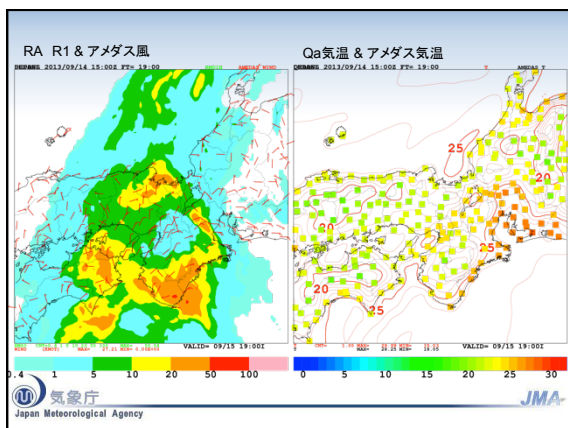 RA R1 & アメダス風
Qa気温 & アメダス気温
2013/09/14 15:00Z FT= 19:00
AMEDAS WIND
2013/09/14 15:00Z FT= 19:00
T
AMEDAS T
25
20
20
25
20
25
VALID= 09/15 19:00I
VALID= 09/15 19:00I
0.4 1 5 10 20 50 100
0 5 10 15 20 25 30
気象庁
Japan Meteorological Agency
JMA